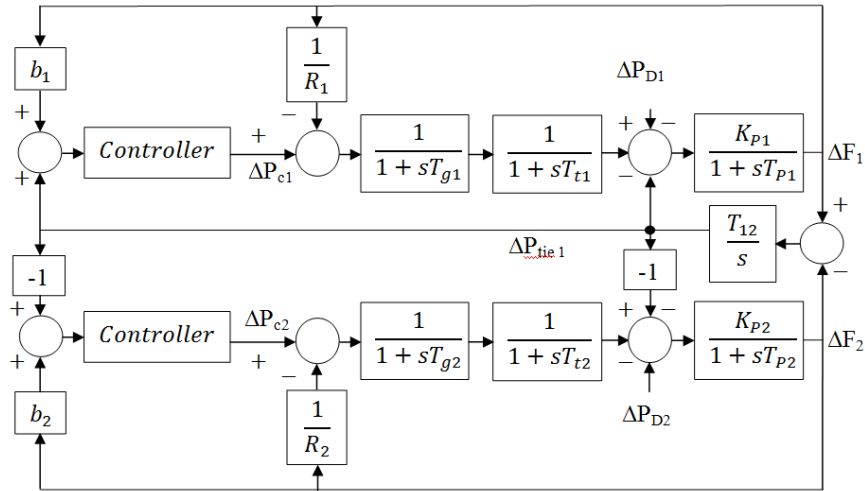 b₁
1
R₁
ΔP_D1
+
−
+
Controller
+
ΔP_c1
1
1 + sT_g1
1
1 + sT_t1
+
−
−
K_P1
1 + sT_P1
ΔF₁
+
+
−
T₁₂
s
ΔP_tie 1
-1
-1
+
+
Controller
ΔP_c2
+
−
1
1 + sT_g2
1
1 + sT_t2
+
−
−
K_P2
1 + sT_P2
ΔF₂
b₂
1
R₂
ΔP_D2